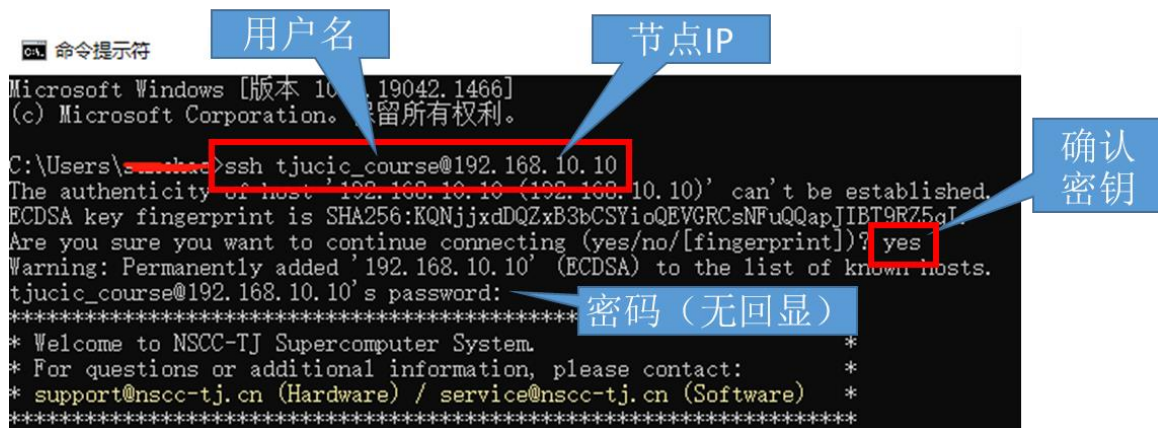 用户名
节点IP
命令提示符
Microsoft Windows [版本 10. .19042.1466]
(c) Microsoft Corporation。 留所有权利。
C:\Users\ >ssh tjucic_course@192.168.10.10
确认
密钥
The authenticity of host '192.168.10.10 (192.168.10.10)' can't be established.
ECDSA key fingerprint is
Are you sure you want to continue connecting (yes/no/[fingerprint])? yes
Warning: Permanently added '192.168.10.10' (ECDSA) to the list of known hosts.
tjucic_course@192.168.10.10's password:
密码（无回显）
************************************************
* Welcome to NSCC-TJ Supercomputer System. *
* For questions or additional information, please contact: *
* support@nscc-tj.cn (Hardware) / service@nscc-tj.cn (Software) *
********************************************************************